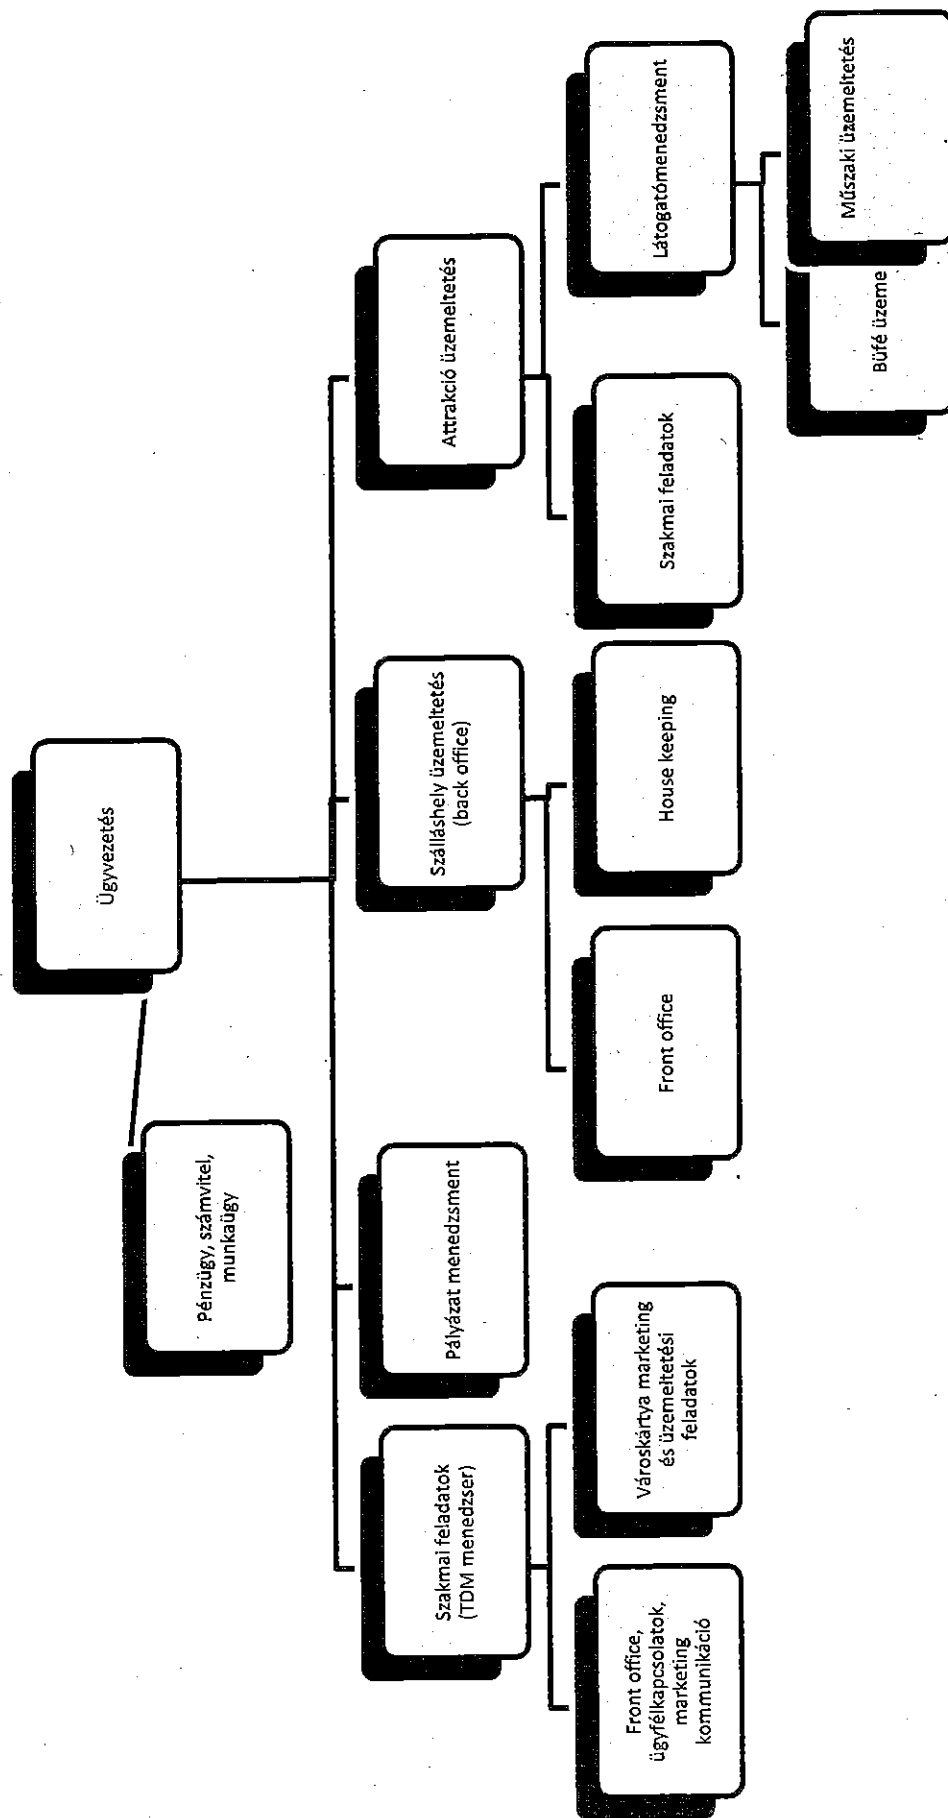 Ügyvezetés
Pénzügy, számvitel,
munkaügy
Szakmai feladatok
(TDM menedzser)
Pályázat menedzsment
Szálláshely üzemeltetés
(back office)
Attrakció üzemeltetés
Front office,
ügyfélkapcsolatok,
marketing
kommunikáció
Városkártya marketing
és üzemeltetési
feladatok
Front office
House keeping
Szakmai feladatok
Látogatómenedzsment
Büfé üzeme
Műszaki üzemeltetés